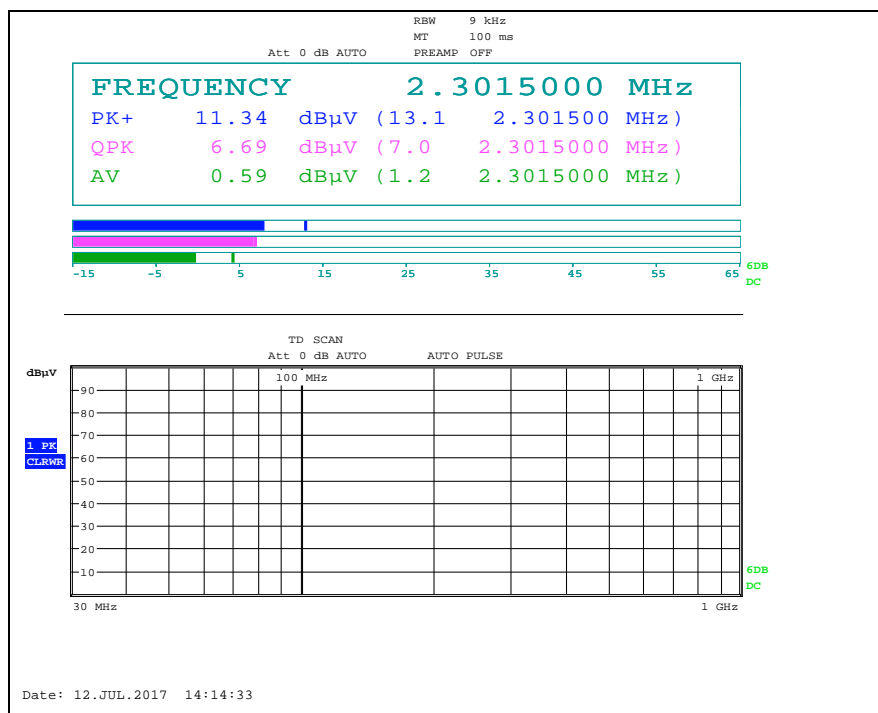 RBW 9 kHz
MT 100 ms
Att 0 dB AUTO PREAMP OFF
FREQUENCY 2.3015000 MHz
PK+ 11.34 dBµV (13.1 2.301500 MHz)
QPK 6.69 dBµV (7.0 2.3015000 MHz)
AV 0.59 dBµV (1.2 2.3015000 MHz)
-15 -5 5 15 25 35 45 55 65
6DB
DC
TD SCAN
Att 0 dB AUTO AUTO PULSE
dBµV
100 MHz 1 GHz
90
80
70
1 PK
CLRWR
60
50
40
30
20
10
6DB
DC
30 MHz 1 GHz
Date: 12.JUL.2017 14:14:33